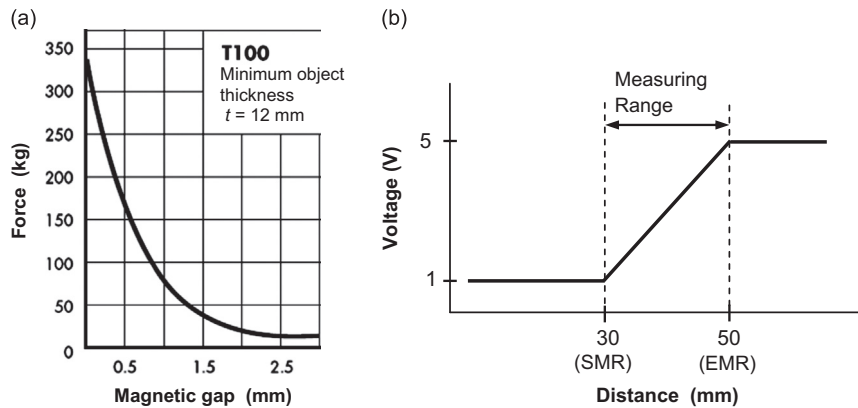 (a)
350
300
250
200
150
100
50
0
Force (kg)
T100
Minimum object
thickness
t = 12 mm
0.5
1.5
2.5
Magnetic gap (mm)
(b)
Measuring
Range
Voltage (V)
5
1
30
50
(SMR)
(EMR)
Distance (mm)